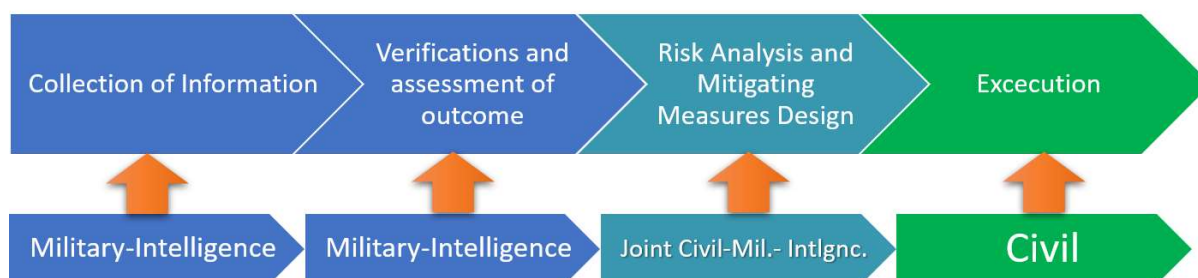 Collection of Information
Verifications and
assessment of
outcome
Risk Analysis and
Mitigating
Measures Design
Excecution
Military-Intelligence
Military-Intelligence
Joint Civil-Mil.- Intlgnc.
Civil